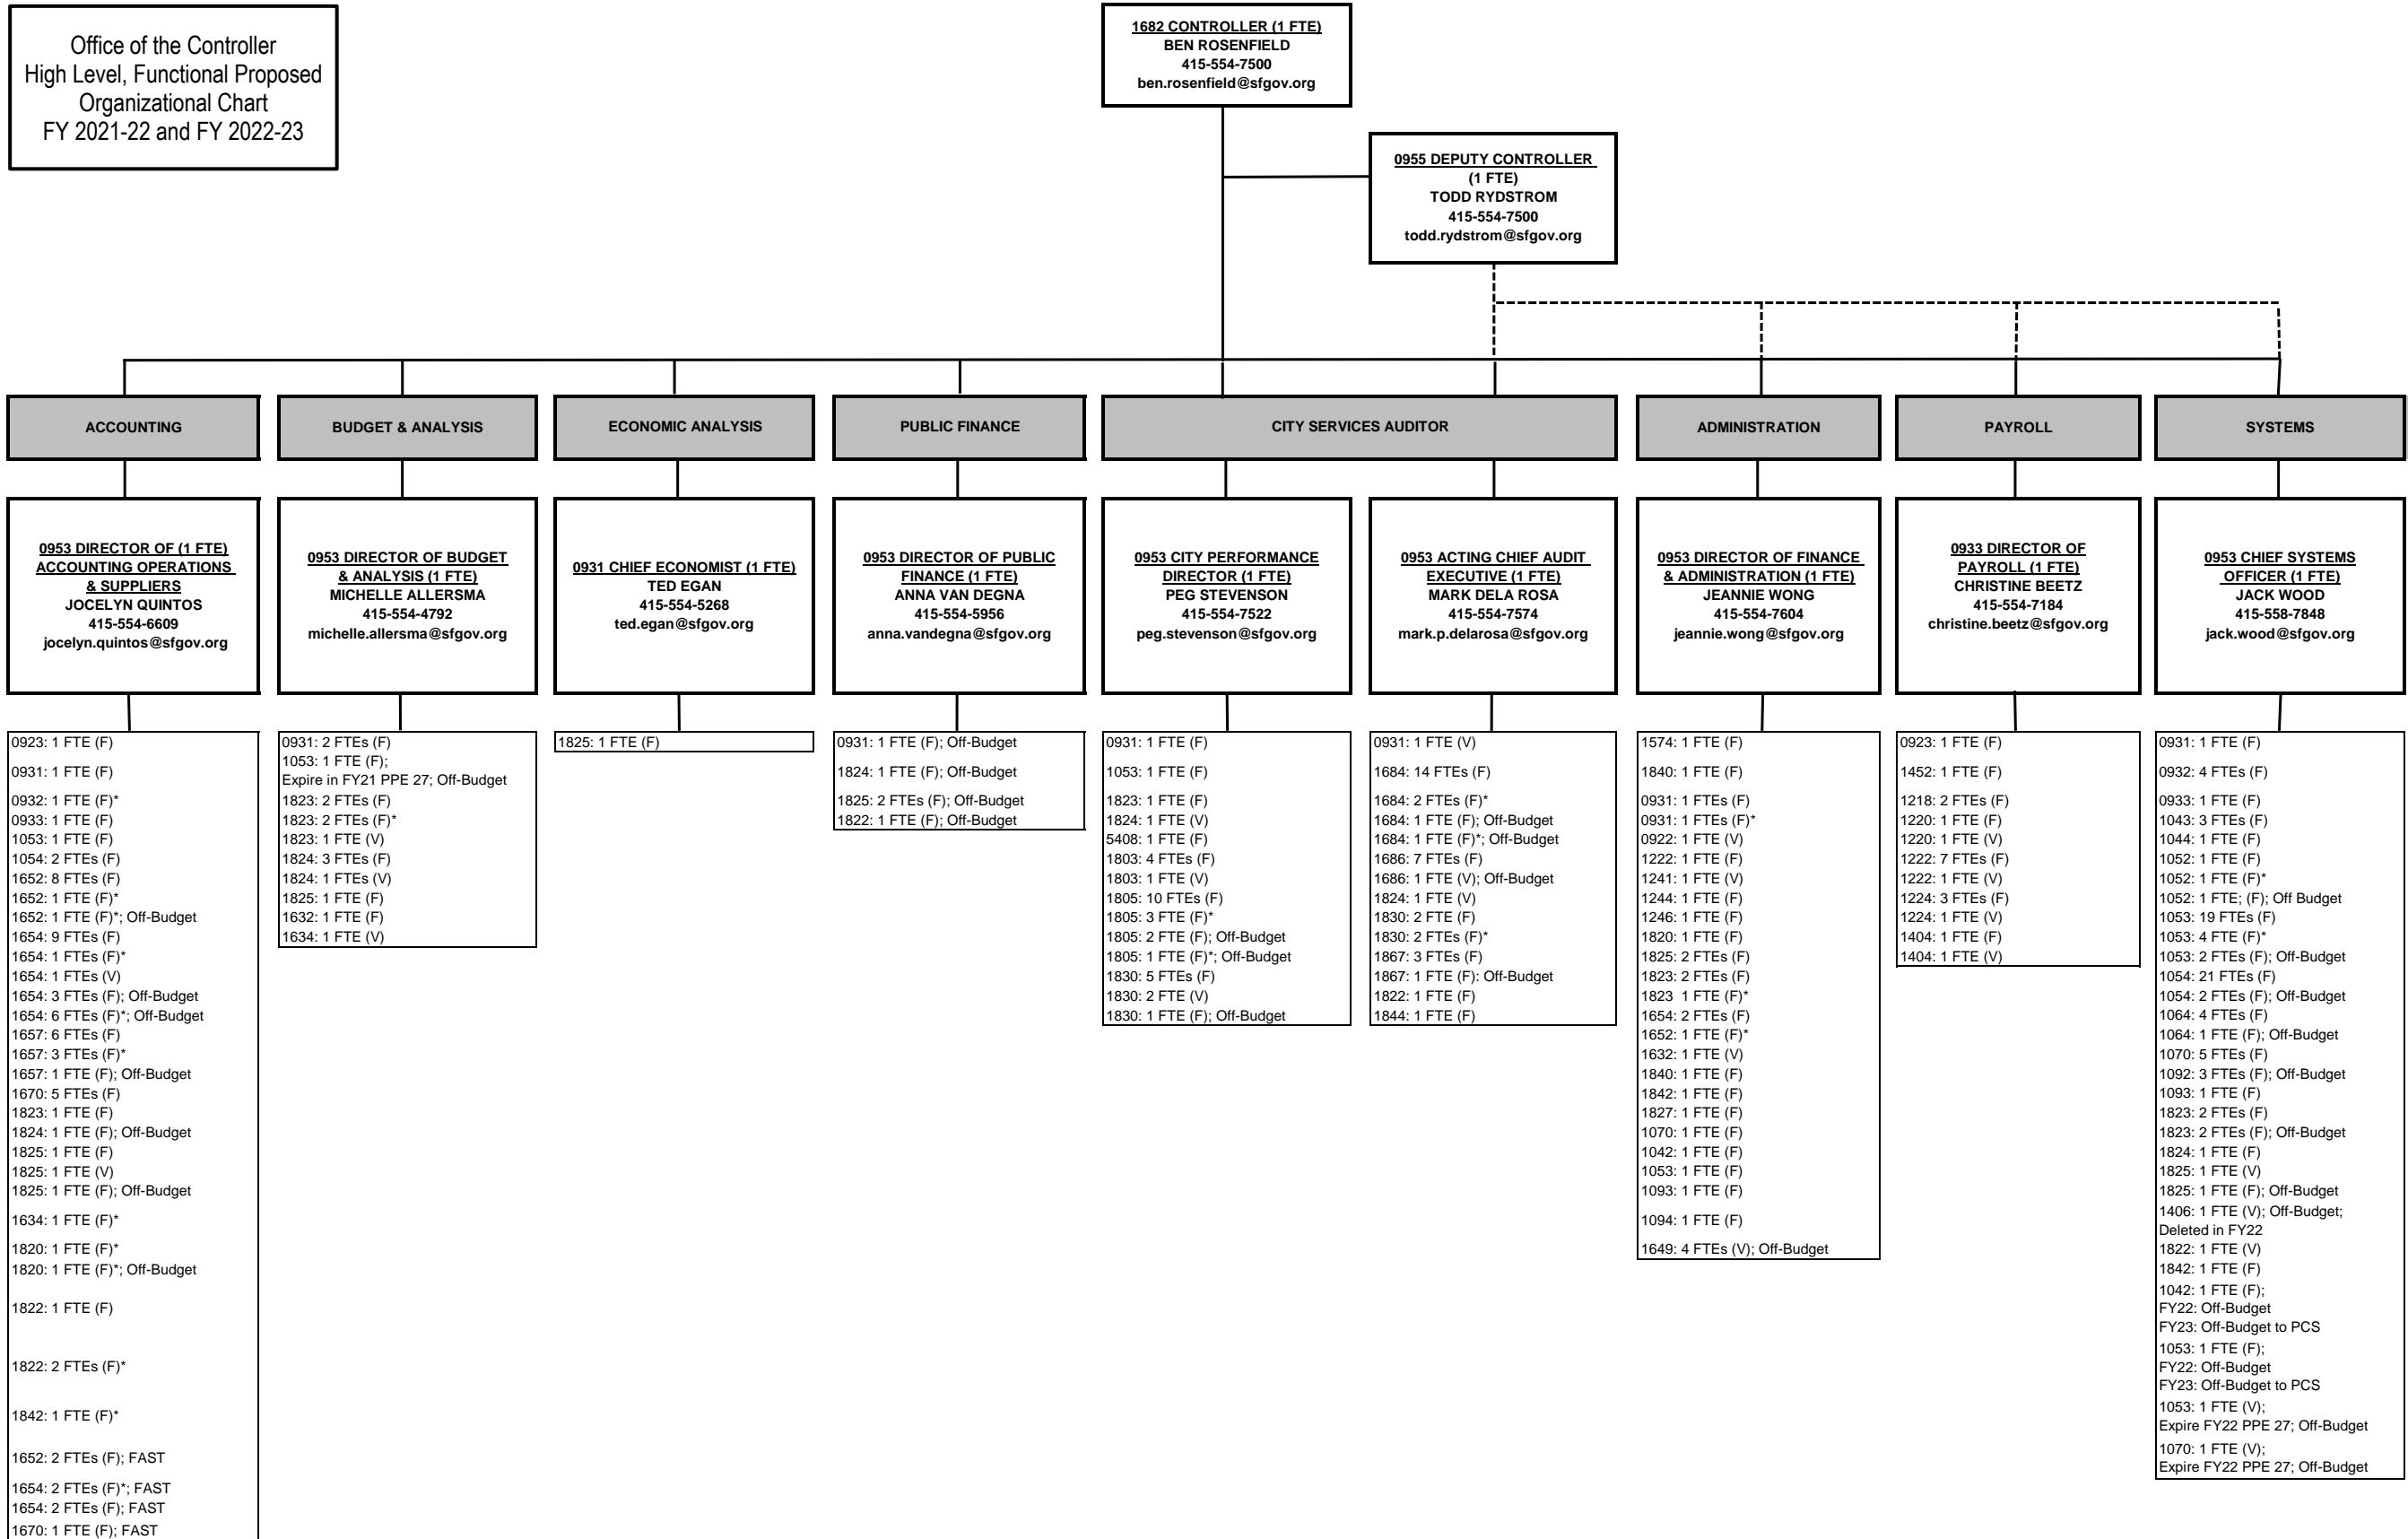 Office of the Controller
High Level, Functional Proposed
Organizational Chart
FY 2021-22 and FY 2022-23
1682 CONTROLLER (1 FTE)
BEN ROSENFIELD
415-554-7500
ben.rosenfield@sfgov.org
0955 DEPUTY CONTROLLER
(1 FTE)
TODD RYDSTROM
415-554-7500
todd.rydstrom@sfgov.org
ACCOUNTING
BUDGET & ANALYSIS
ECONOMIC ANALYSIS
PUBLIC FINANCE
CITY SERVICES AUDITOR
ADMINISTRATION
PAYROLL
SYSTEMS
0953 DIRECTOR OF (1 FTE)
ACCOUNTING OPERATIONS
& SUPPLIERS
JOCELYN QUINTOS
415-554-6609
jocelyn.quintos@sfgov.org
0953 DIRECTOR OF BUDGET
& ANALYSIS (1 FTE)
MICHELLE ALLERSMA
415-554-4792
michelle.allersma@sfgov.org
0931 CHIEF ECONOMIST (1 FTE)
TED EGAN
415-554-5268
ted.egan@sfgov.org
0953 DIRECTOR OF PUBLIC
FINANCE (1 FTE)
ANNA VAN DEGNA
415-554-5956
anna.vandegna@sfgov.org
0953 CITY PERFORMANCE
DIRECTOR (1 FTE)
PEG STEVENSON
415-554-7522
peg.stevenson@sfgov.org
0953 ACTING CHIEF AUDIT
EXECUTIVE (1 FTE)
MARK DELA ROSA
415-554-7574
mark.p.delarosa@sfgov.org
0953 DIRECTOR OF FINANCE
& ADMINISTRATION (1 FTE)
JEANNIE WONG
415-554-7604
jeannie.wong@sfgov.org
0933 DIRECTOR OF
PAYROLL (1 FTE)
CHRISTINE BEETZ
415-554-7184
christine.beetz@sfgov.org
0953 CHIEF SYSTEMS
OFFICER (1 FTE)
JACK WOOD
415-558-7848
jack.wood@sfgov.org
0923: 1 FTE (F)
0931: 1 FTE (F)
0932: 1 FTE (F)*
0933: 1 FTE (F)
1053: 1 FTE (F)
1054: 2 FTEs (F)
1652: 8 FTEs (F)
1652: 1 FTE (F)*
1652: 1 FTE (F)*; Off-Budget
1654: 9 FTEs (F)
1654: 1 FTEs (F)*
1654: 1 FTEs (V)
1654: 3 FTEs (F); Off-Budget
1654: 6 FTEs (F)*; Off-Budget
1657: 6 FTEs (F)
1657: 3 FTEs (F)*
1657: 1 FTE (F); Off-Budget
1670: 5 FTEs (F)
1823: 1 FTE (F)
1824: 1 FTE (F); Off-Budget
1825: 1 FTE (F)
1825: 1 FTE (V)
1825: 1 FTE (F); Off-Budget
1634: 1 FTE (F)*
1820: 1 FTE (F)*
1820: 1 FTE (F)*; Off-Budget
1822: 1 FTE (F)
1822: 2 FTEs (F)*
1842: 1 FTE (F)*
1652: 2 FTEs (F); FAST
1654: 2 FTEs (F)*; FAST
1654: 2 FTEs (F); FAST
1670: 1 FTE (F); FAST
0931: 2 FTEs (F)
1053: 1 FTE (F);
Expire in FY21 PPE 27; Off-Budget
1823: 2 FTEs (F)
1823: 2 FTEs (F)*
1823: 1 FTE (V)
1824: 3 FTEs (F)
1824: 1 FTEs (V)
1825: 1 FTE (F)
1632: 1 FTE (F)
1634: 1 FTE (V)
1825: 1 FTE (F)
0931: 1 FTE (F); Off-Budget
1824: 1 FTE (F); Off-Budget
1825: 2 FTEs (F); Off-Budget
1822: 1 FTE (F); Off-Budget
0931: 1 FTE (F)
1053: 1 FTE (F)
1823: 1 FTE (F)
1824: 1 FTE (V)
5408: 1 FTE (F)
1803: 4 FTEs (F)
1803: 1 FTE (V)
1805: 10 FTEs (F)
1805: 3 FTE (F)*
1805: 2 FTE (F); Off-Budget
1805: 1 FTE (F)*; Off-Budget
1830: 5 FTEs (F)
1830: 2 FTE (V)
1830: 1 FTE (F); Off-Budget
0931: 1 FTE (V)
1684: 14 FTEs (F)
1684: 2 FTEs (F)*
1684: 1 FTE (F); Off-Budget
1684: 1 FTE (F)*; Off-Budget
1686: 7 FTEs (F)
1686: 1 FTE (V); Off-Budget
1824: 1 FTE (V)
1830: 2 FTE (F)
1830: 2 FTEs (F)*
1867: 3 FTEs (F)
1867: 1 FTE (F): Off-Budget
1822: 1 FTE (F)
1844: 1 FTE (F)
1574: 1 FTE (F)
1840: 1 FTE (F)
0931: 1 FTEs (F)
0931: 1 FTEs (F)*
0922: 1 FTE (V)
1222: 1 FTE (F)
1241: 1 FTE (V)
1244: 1 FTE (F)
1246: 1 FTE (F)
1820: 1 FTE (F)
1825: 2 FTEs (F)
1823: 2 FTEs (F)
1823 1 FTE (F)*
1654: 2 FTEs (F)
1652: 1 FTE (F)*
1632: 1 FTE (V)
1840: 1 FTE (F)
1842: 1 FTE (F)
1827: 1 FTE (F)
1070: 1 FTE (F)
1042: 1 FTE (F)
1053: 1 FTE (F)
1093: 1 FTE (F)
1094: 1 FTE (F)
1649: 4 FTEs (V); Off-Budget
0923: 1 FTE (F)
1452: 1 FTE (F)
1218: 2 FTEs (F)
1220: 1 FTE (F)
1220: 1 FTE (V)
1222: 7 FTEs (F)
1222: 1 FTE (V)
1224: 3 FTEs (F)
1224: 1 FTE (V)
1404: 1 FTE (F)
1404: 1 FTE (V)
0931: 1 FTE (F)
0932: 4 FTEs (F)
0933: 1 FTE (F)
1043: 3 FTEs (F)
1044: 1 FTE (F)
1052: 1 FTE (F)
1052: 1 FTE (F)*
1052: 1 FTE; (F); Off Budget
1053: 19 FTEs (F)
1053: 4 FTE (F)*
1053: 2 FTEs (F); Off-Budget
1054: 21 FTEs (F)
1054: 2 FTEs (F); Off-Budget
1064: 4 FTEs (F)
1064: 1 FTE (F); Off-Budget
1070: 5 FTEs (F)
1092: 3 FTEs (F); Off-Budget
1093: 1 FTE (F)
1823: 2 FTEs (F)
1823: 2 FTEs (F); Off-Budget
1824: 1 FTE (F)
1825: 1 FTE (V)
1825: 1 FTE (F); Off-Budget
1406: 1 FTE (V); Off-Budget;
Deleted in FY22
1822: 1 FTE (V)
1842: 1 FTE (F)
1042: 1 FTE (F);
FY22: Off-Budget
FY23: Off-Budget to PCS
1053: 1 FTE (F);
FY22: Off-Budget
FY23: Off-Budget to PCS
1053: 1 FTE (V);
Expire FY22 PPE 27; Off-Budget
1070: 1 FTE (V);
Expire FY22 PPE 27; Off-Budget